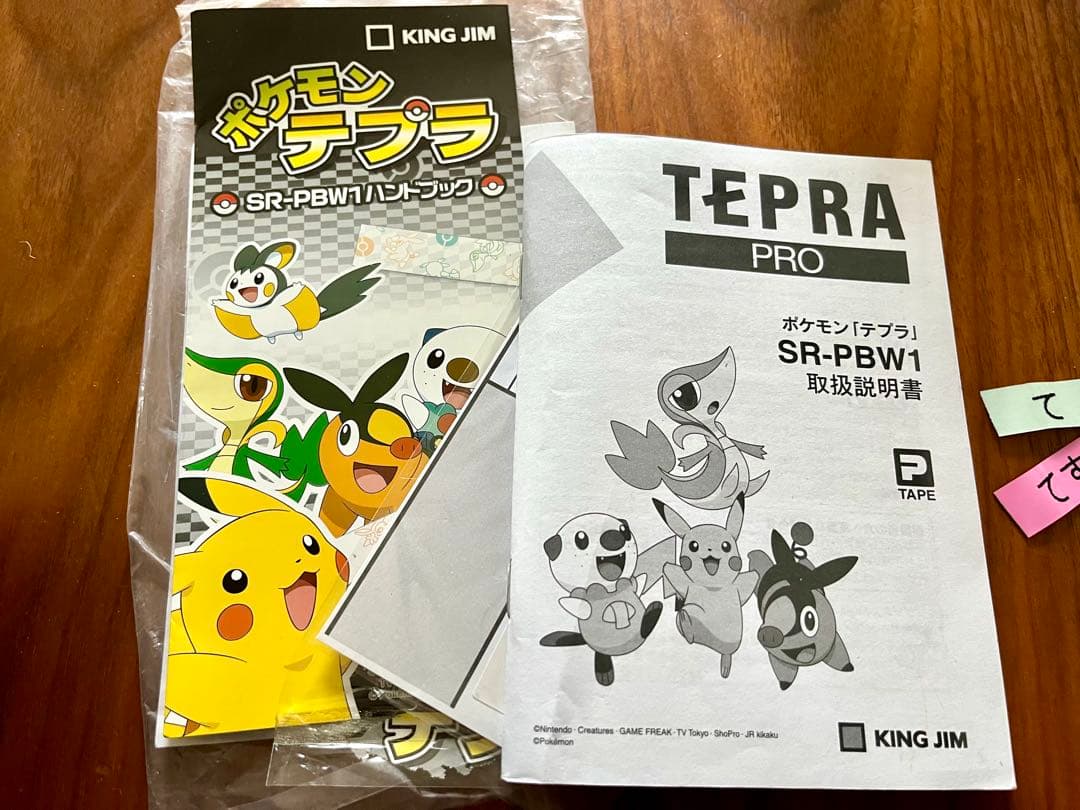 KING JIM
ポケモン
テプラ
SR-PBW1ハンドブック
TEPRA
PRO
ポケモン「テプラ」
SR-PBW1
取扱説明書
P
TAPE
©Nintendo・Creatures・GAME FREAK・TV Tokyo・ShoPro・JR kikaku
©Pokémon
KING JIM
て
てす